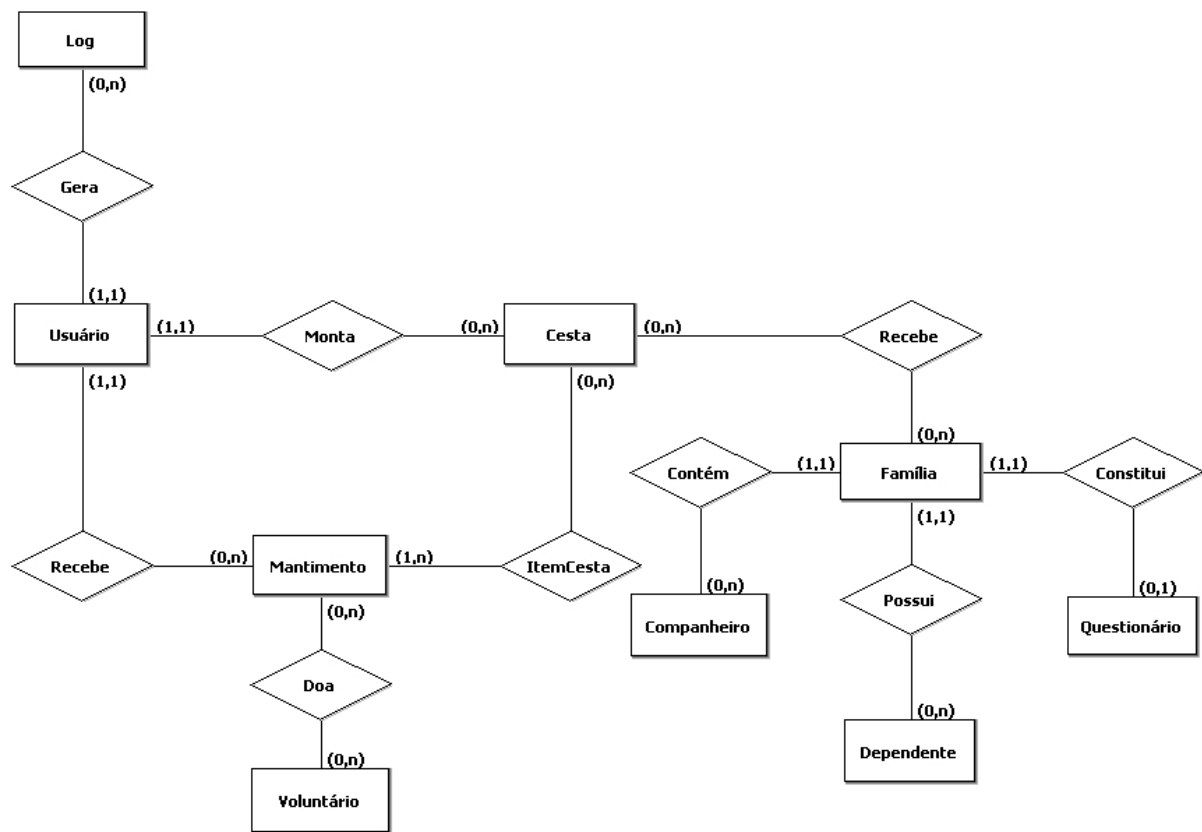 Log
(0,n)
Gera
(1,1)
Usuário
(1,1)
Monta
(0,n)
Cesta
(0,n)
Recebe
(1,1)
(0,n)
(0,n)
Contém
(1,1)
Família
(1,1)
Constitui
(1,1)
Recebe
(0,n)
Mantimento
(1,n)
ItemCesta
(0,n)
(0,n)
Companheiro
Possui
(0,1)
Questionário
Doa
(0,n)
(0,n)
Dependente
Voluntário